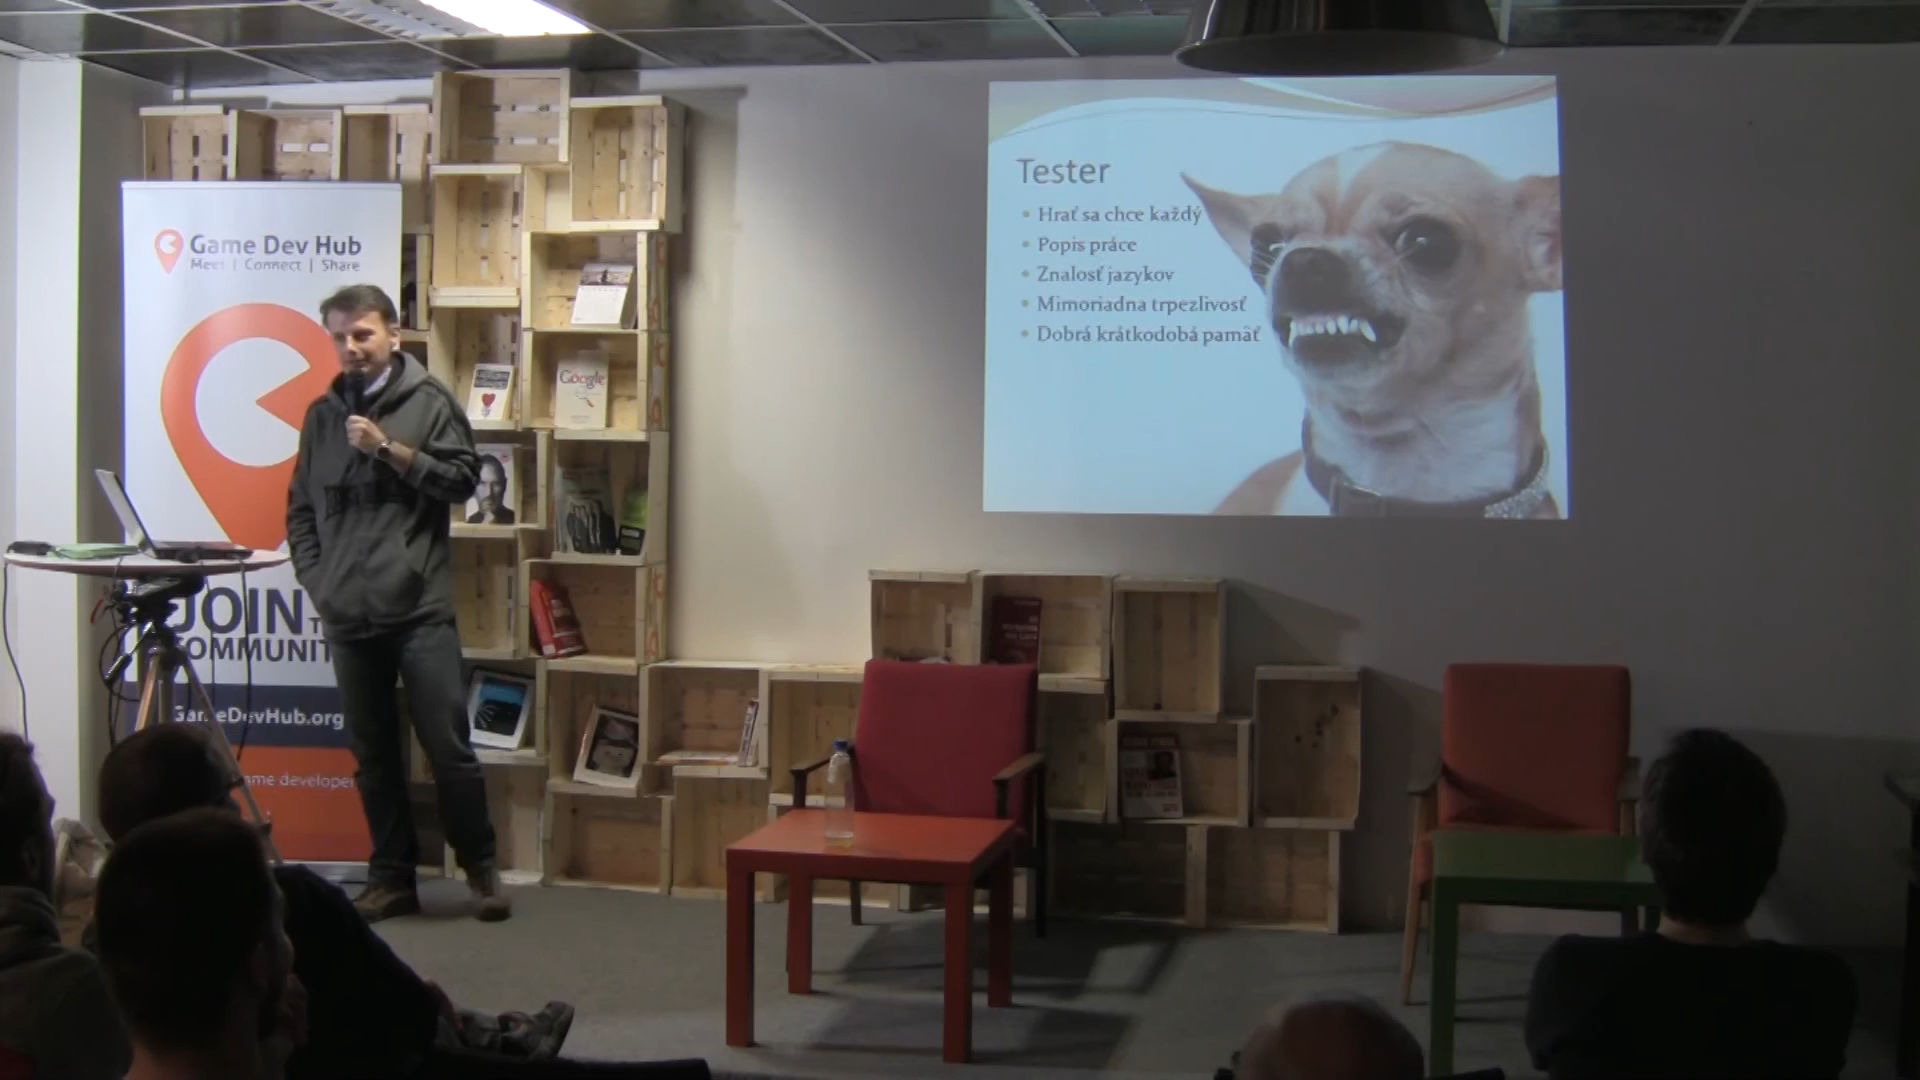 Game Dev Hub
Meet | Connect | Share
JOIN
COMMUNIT
GameDevHub.org
Google
Tester
• Hrať sa chce každý
• Popis práce
• Znalosť jazykov
• Mimoriadna trpezlivosť
• Dobrá krátkodobá pamäť